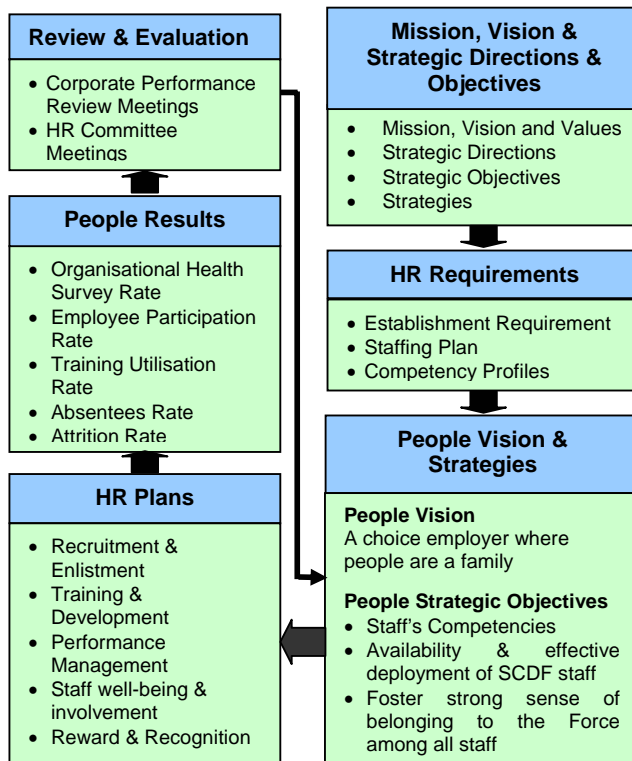 Review & Evaluation
• Corporate Performance
Review Meetings
• HR Committee
Meetings
People Results
• Organisational Health
Survey Rate
• Employee Participation
Rate
• Training Utilisation
Rate
• Absentees Rate
• Attrition Rate
HR Plans
• Recruitment &
Enlistment
• Training &
Development
• Performance
Management
• Staff well-being &
involvement
• Reward & Recognition
Mission, Vision &
Strategic Directions &
Objectives
• Mission, Vision and Values
• Strategic Directions
• Strategic Objectives
• Strategies
HR Requirements
• Establishment Requirement
• Staffing Plan
• Competency Profiles
People Vision &
Strategies
People Vision
A choice employer where
people are a family
People Strategic Objectives
• Staff’s Competencies
• Availability & effective
deployment of SCDF staff
• Foster strong sense of
belonging to the Force
among all staff